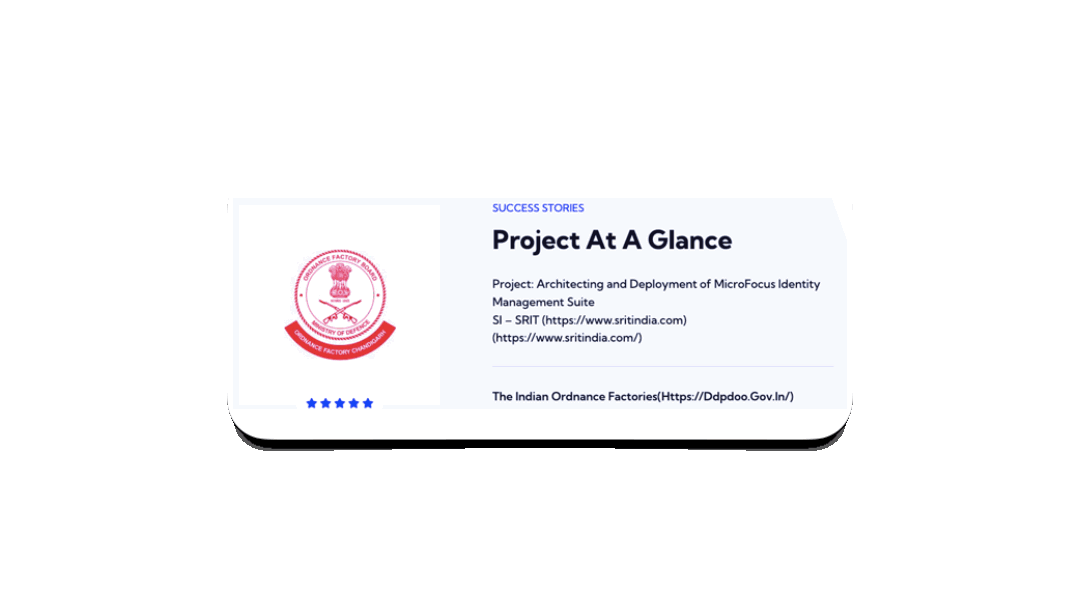 ORDNANCE FACTORY BOARD
MINISTRY OF DEFENCE
ORDNANCE FACTORY CHANDIGARH
SUCCESS STORIES
Project At A Glance
Project: Architecting and Deployment of MicroFocus Identity
Management Suite
SI – SRIT (https://www.sritindia.com)
(https://www.sritindia.com/)
The Indian Ordnance Factories(Https://Ddpdoo.Gov.In/)